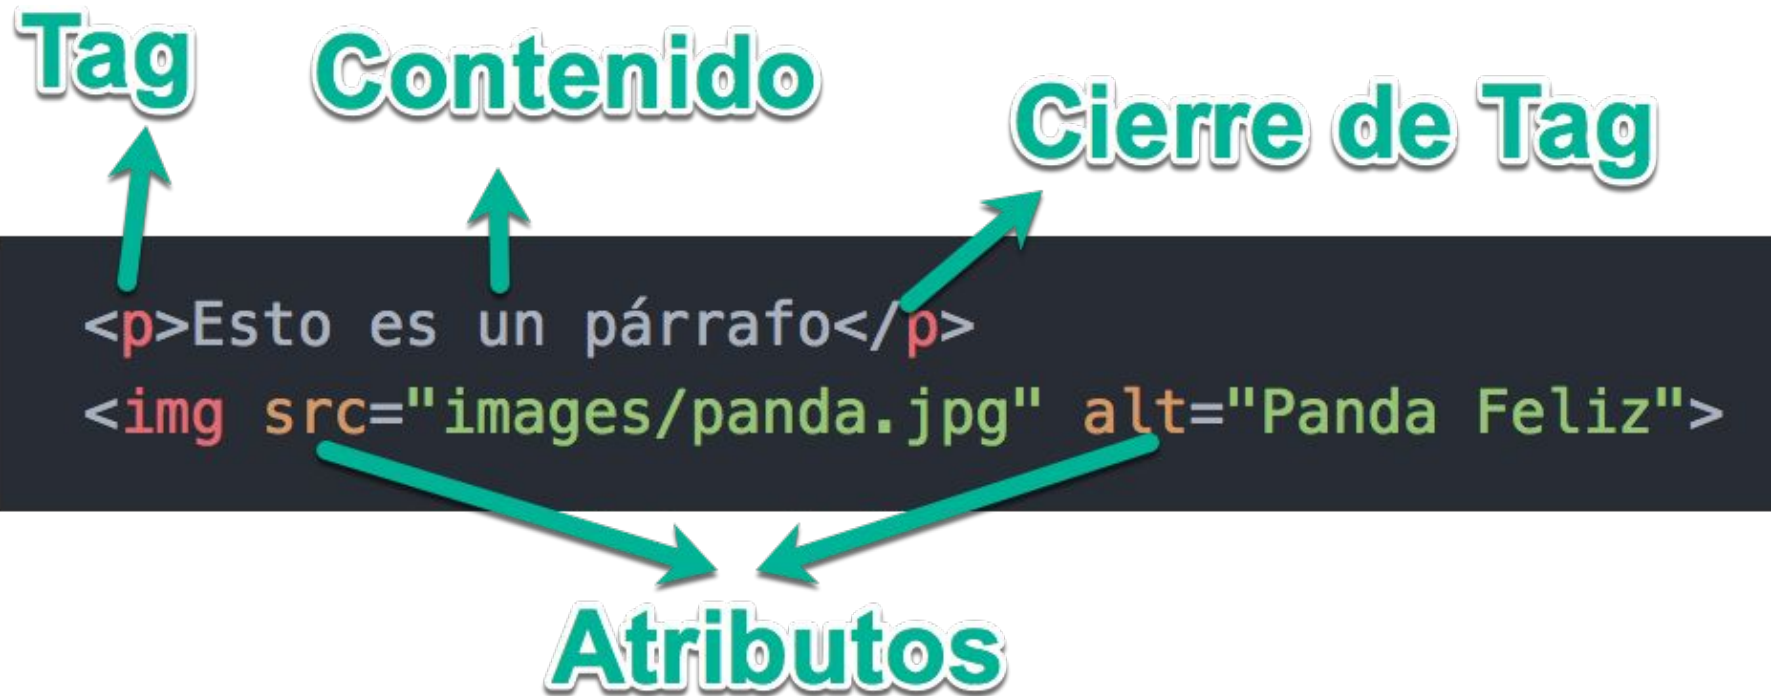 Tag
Contenido
Cierre de Tag
<p>Esto es un párrafo</p>
<img src="images/panda.jpg" alt="Panda Feliz">
Atributos